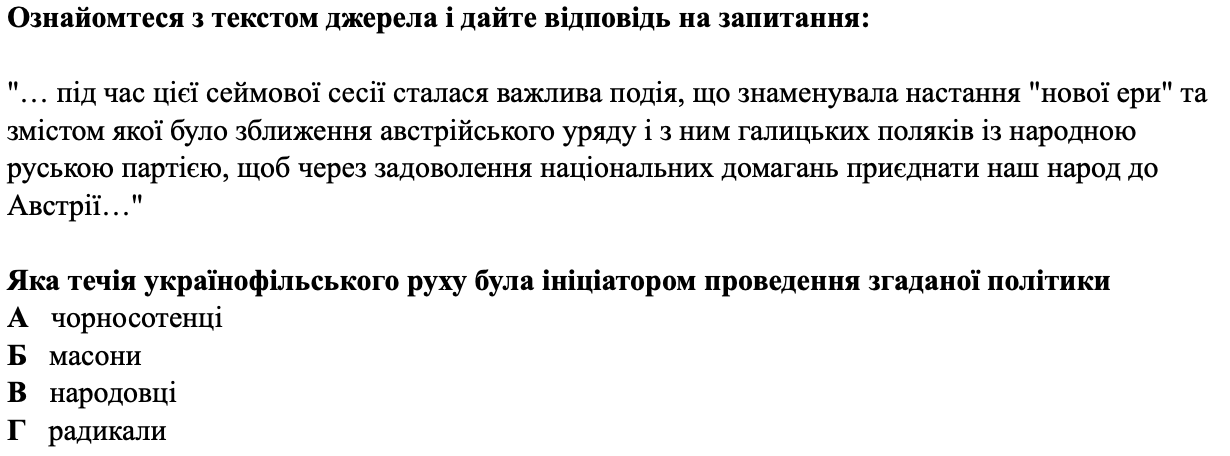 Ознайомтеся з текстом джерела і дайте відповідь на запитання:
"… під час цієї сеймової сесії сталася важлива подія, що знаменувала настання "нової ери" та
змістом якої було зближення австрійського уряду і з ним галицьких поляків із народною
руською партією, щоб через задоволення національних домагань приєднати наш народ до
Австрії…"
Яка течія українофільського руху була ініціатором проведення згаданої політики
А чорносотенці
Б масони
В народовці
Г радикали